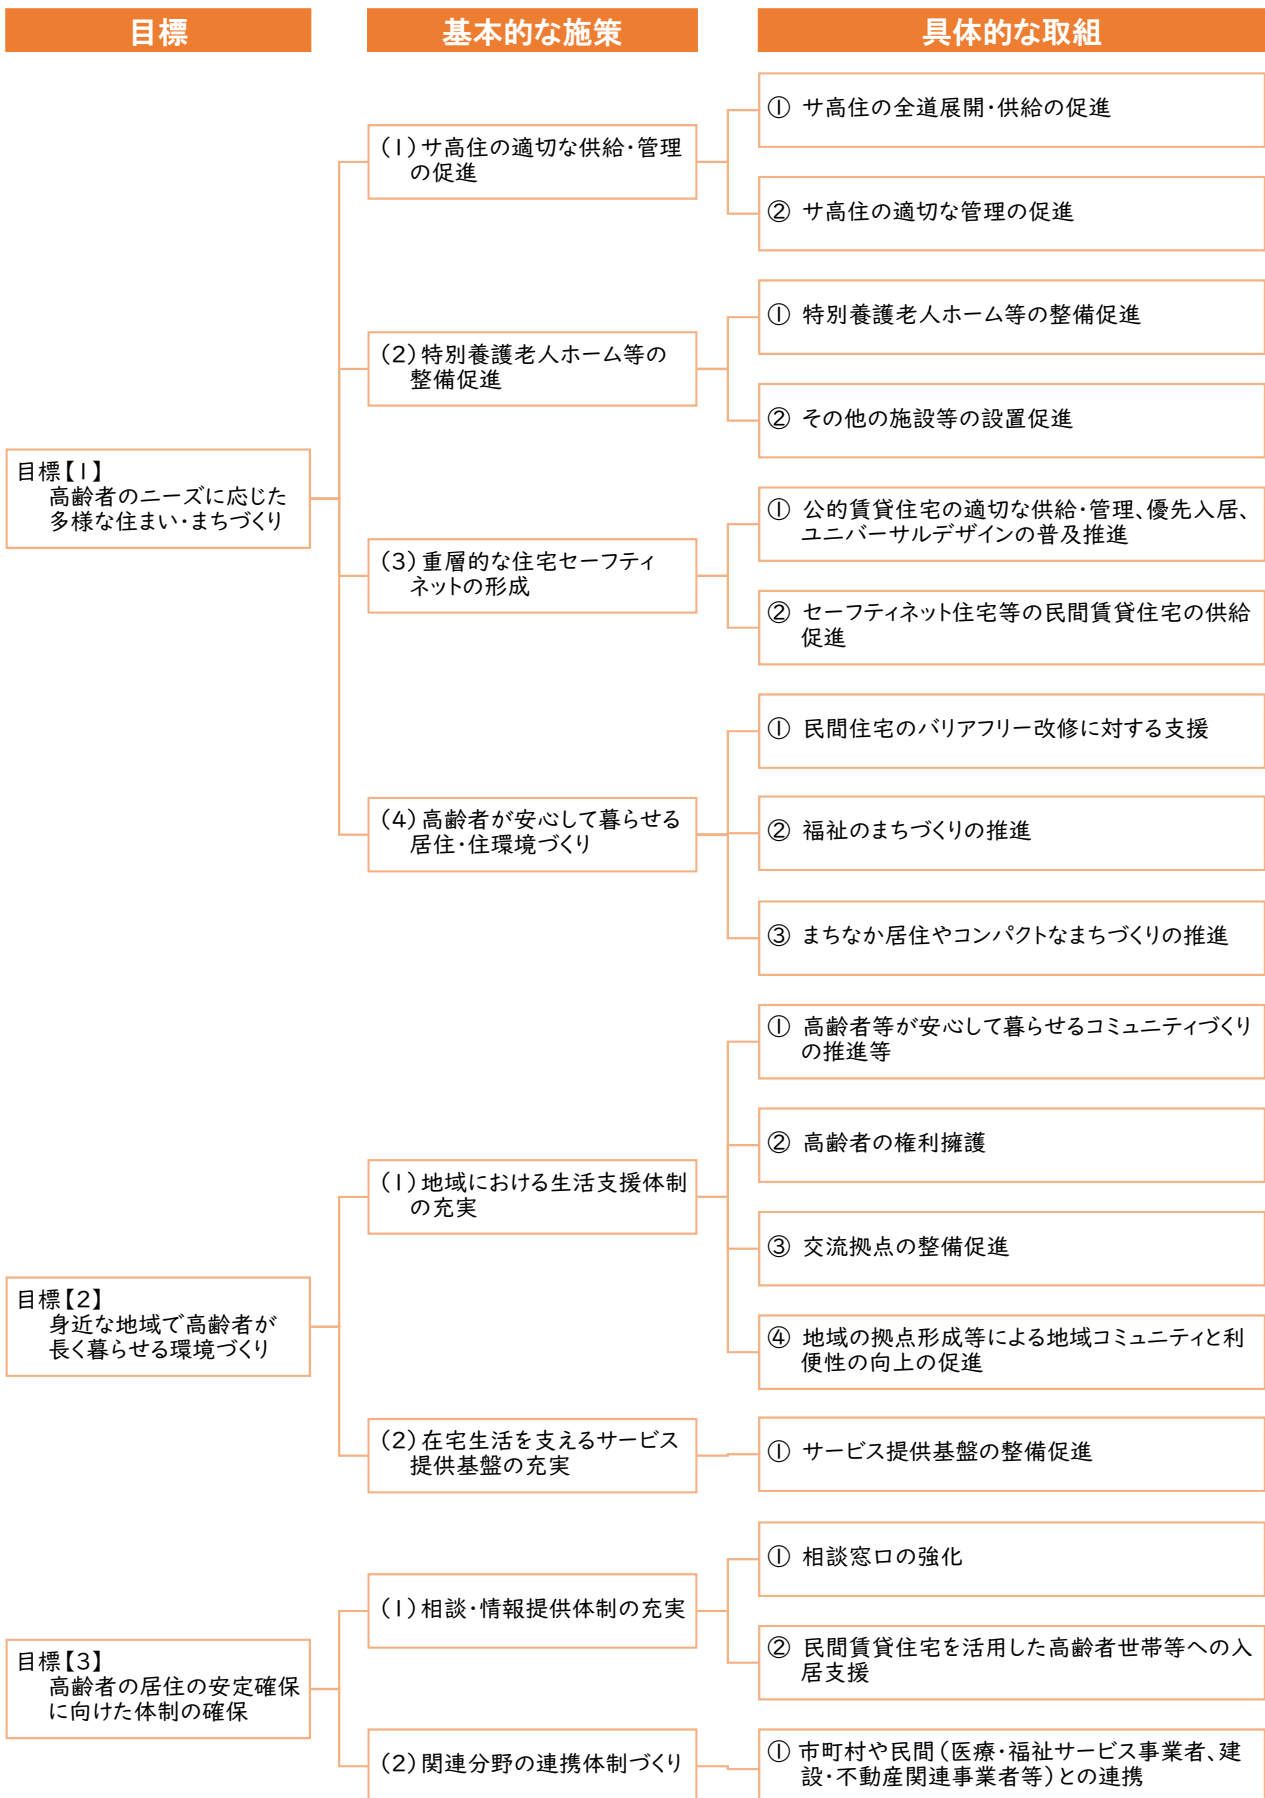 目標
基本的な施策
具体的な取組
目標【1】
高齢者のニーズに応じた
多様な住まい・まちづくり
(1)サ高住の適切な供給・管理
の促進
① サ高住の全道展開・供給の促進
② サ高住の適切な管理の促進
(2)特別養護老人ホーム等の
整備促進
① 特別養護老人ホーム等の整備促進
② その他の施設等の設置促進
(3)重層的な住宅セーフティ
ネットの形成
① 公的賃貸住宅の適切な供給・管理、優先入居、
ユニバーサルデザインの普及推進
② セーフティネット住宅等の民間賃貸住宅の供給
促進
(4)高齢者が安心して暮らせる
居住・住環境づくり
① 民間住宅のバリアフリー改修に対する支援
② 福祉のまちづくりの推進
③ まちなか居住やコンパクトなまちづくりの推進
目標【2】
身近な地域で高齢者が
長く暮らせる環境づくり
(1)地域における生活支援体制
の充実
① 高齢者等が安心して暮らせるコミュニティづくり
の推進等
② 高齢者の権利擁護
③ 交流拠点の整備促進
④ 地域の拠点形成等による地域コミュニティと利
便性の向上の促進
(2)在宅生活を支えるサービス
提供基盤の充実
① サービス提供基盤の整備促進
目標【3】
高齢者の居住の安定確保
に向けた体制の確保
(1)相談・情報提供体制の充実
① 相談窓口の強化
② 民間賃貸住宅を活用した高齢者世帯等への入
居支援
(2)関連分野の連携体制づくり
① 市町村や民間(医療・福祉サービス事業者、建
設・不動産関連事業者等)との連携